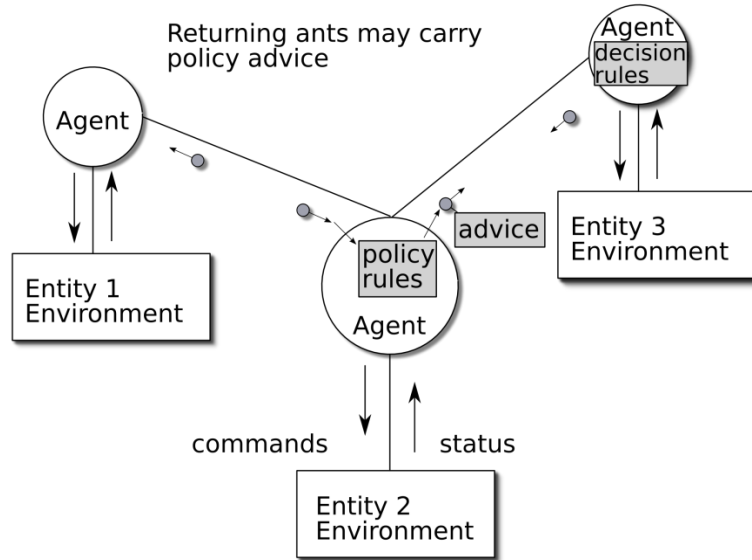 Returning ants may carry
policy advice
Agent
decision
rules
Agent
advice
policy
rules
Agent
Entity 3
Environment
Entity 1
Environment
commands
status
Entity 2
Environment